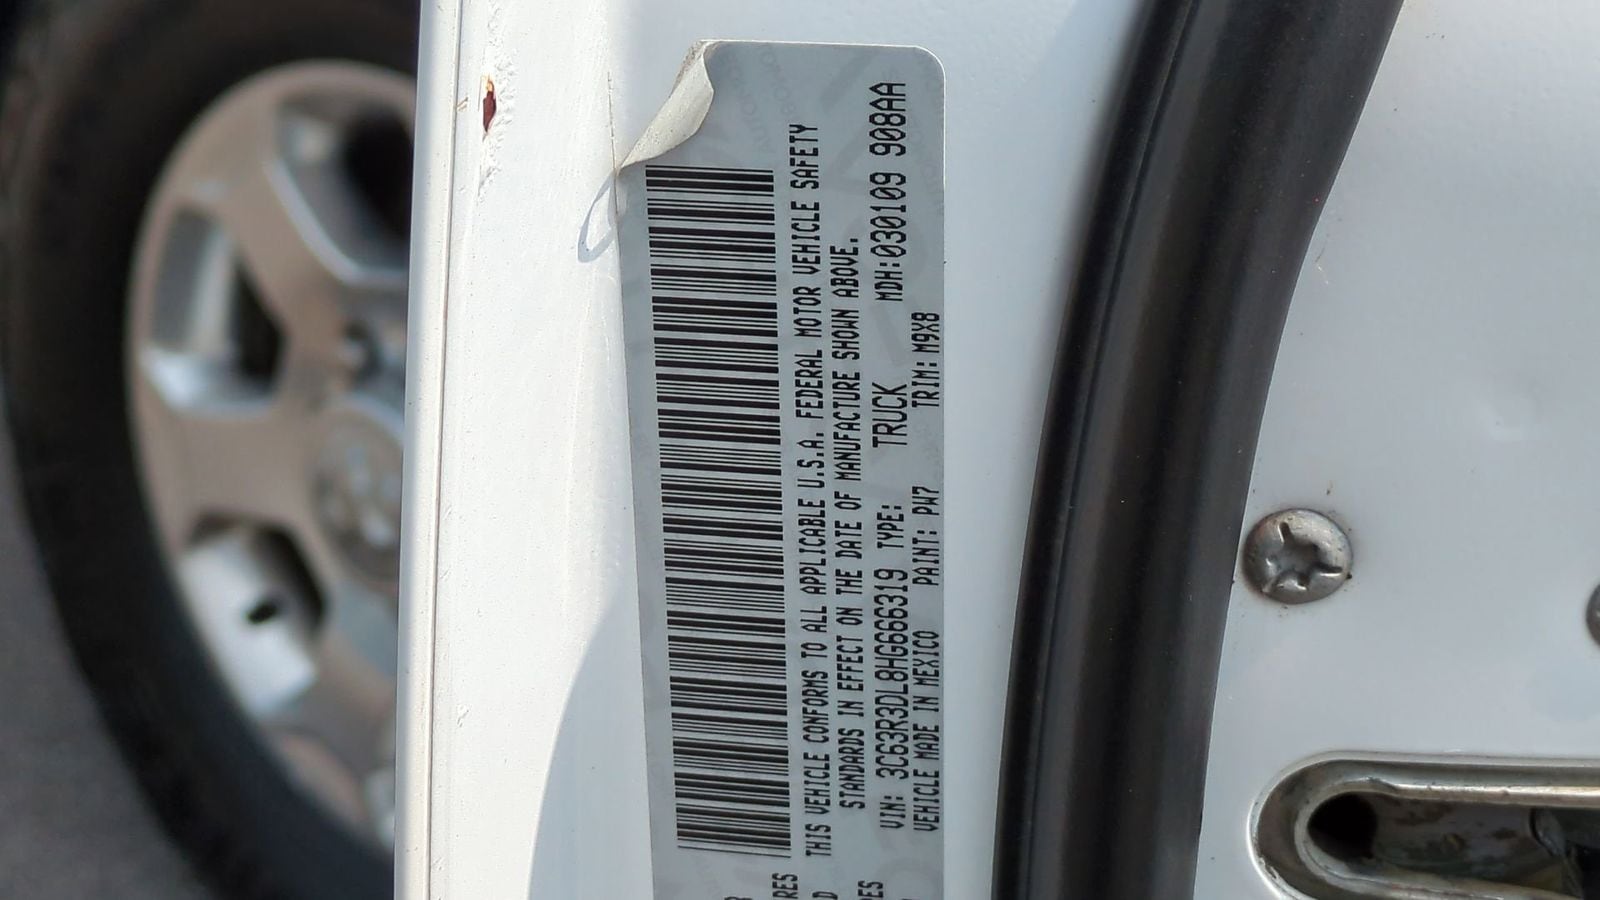 THIS VEHICLE CONFORMS TO ALL APPLICABLE U.S.A. FEDERAL MOTOR VEHICLE SAFETY
STANDARDS IN EFFECT ON THE DATE OF MANUFACTURE SHOWN ABOVE.
VIN: 3C63R3DL8HG666319 TYPE: TRUCK MDH:030109 908AA
VEHICLE MADE IN MEXICO PAINT: PW7 TRIM: M9X8